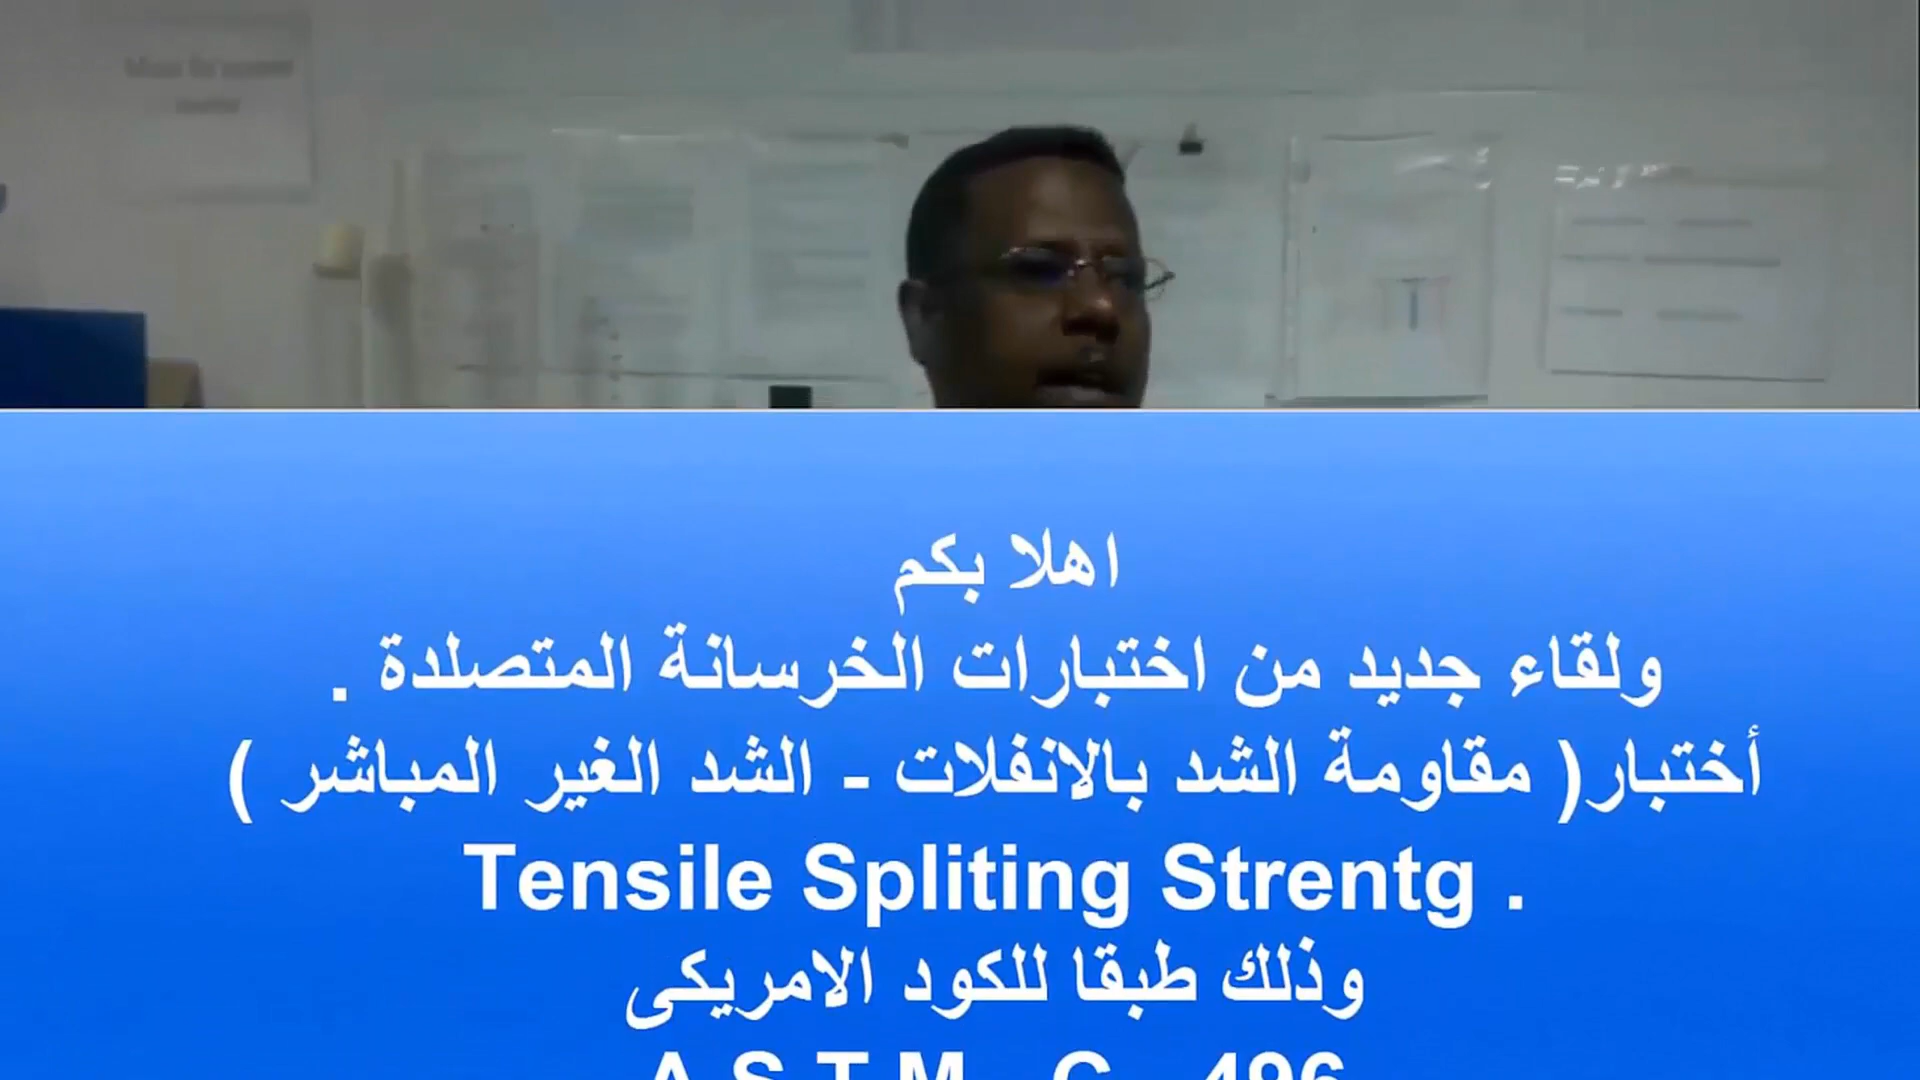 اهلا بكم
ولقاء جديد من اختبارات الخرسانة المتصلدة .
أختبار( مقاومة الشد بالانفلات - الشد الغير المباشر )
Tensile Spliting Strentg .
وذلك طبقا للكود الامريكى
A.S.T.M - C - 496